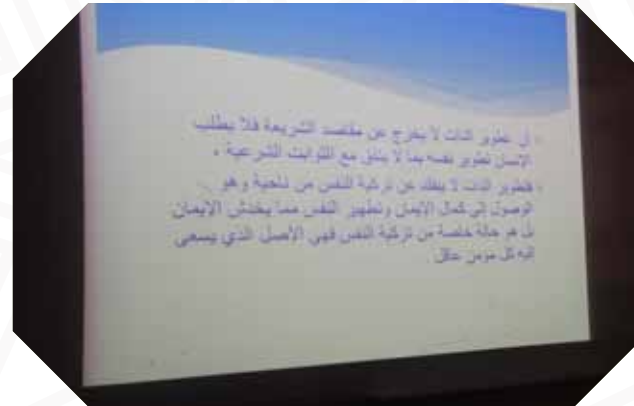 - أن تطوير الذات لا يخرج عن مقاصد الشريعة فلا يطلب
الإنسان تطوير نفسه بما لا يتفق مع الثوابت الشرعية .
- فتطوير الذات لا ينفك عن تزكية النفس من ناحية وهو
الوصول إلى كمال الإيمان وتطهير النفس مما يخدش الإيمان
بل هو حالة خاصة من تزكية النفس فهي الأصل الذي يسعى
إليه كل مؤمن عاقل .